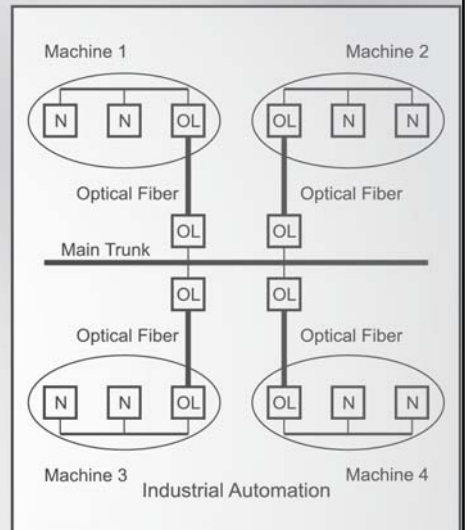 Machine 1 Machine 2
N N OL OL N N
Optical Fiber Optical Fiber
OL OL
Main Trunk
OL OL
Optical Fiber Optical Fiber
N N OL OL N N
Machine 3 Machine 4
Industrial Automation